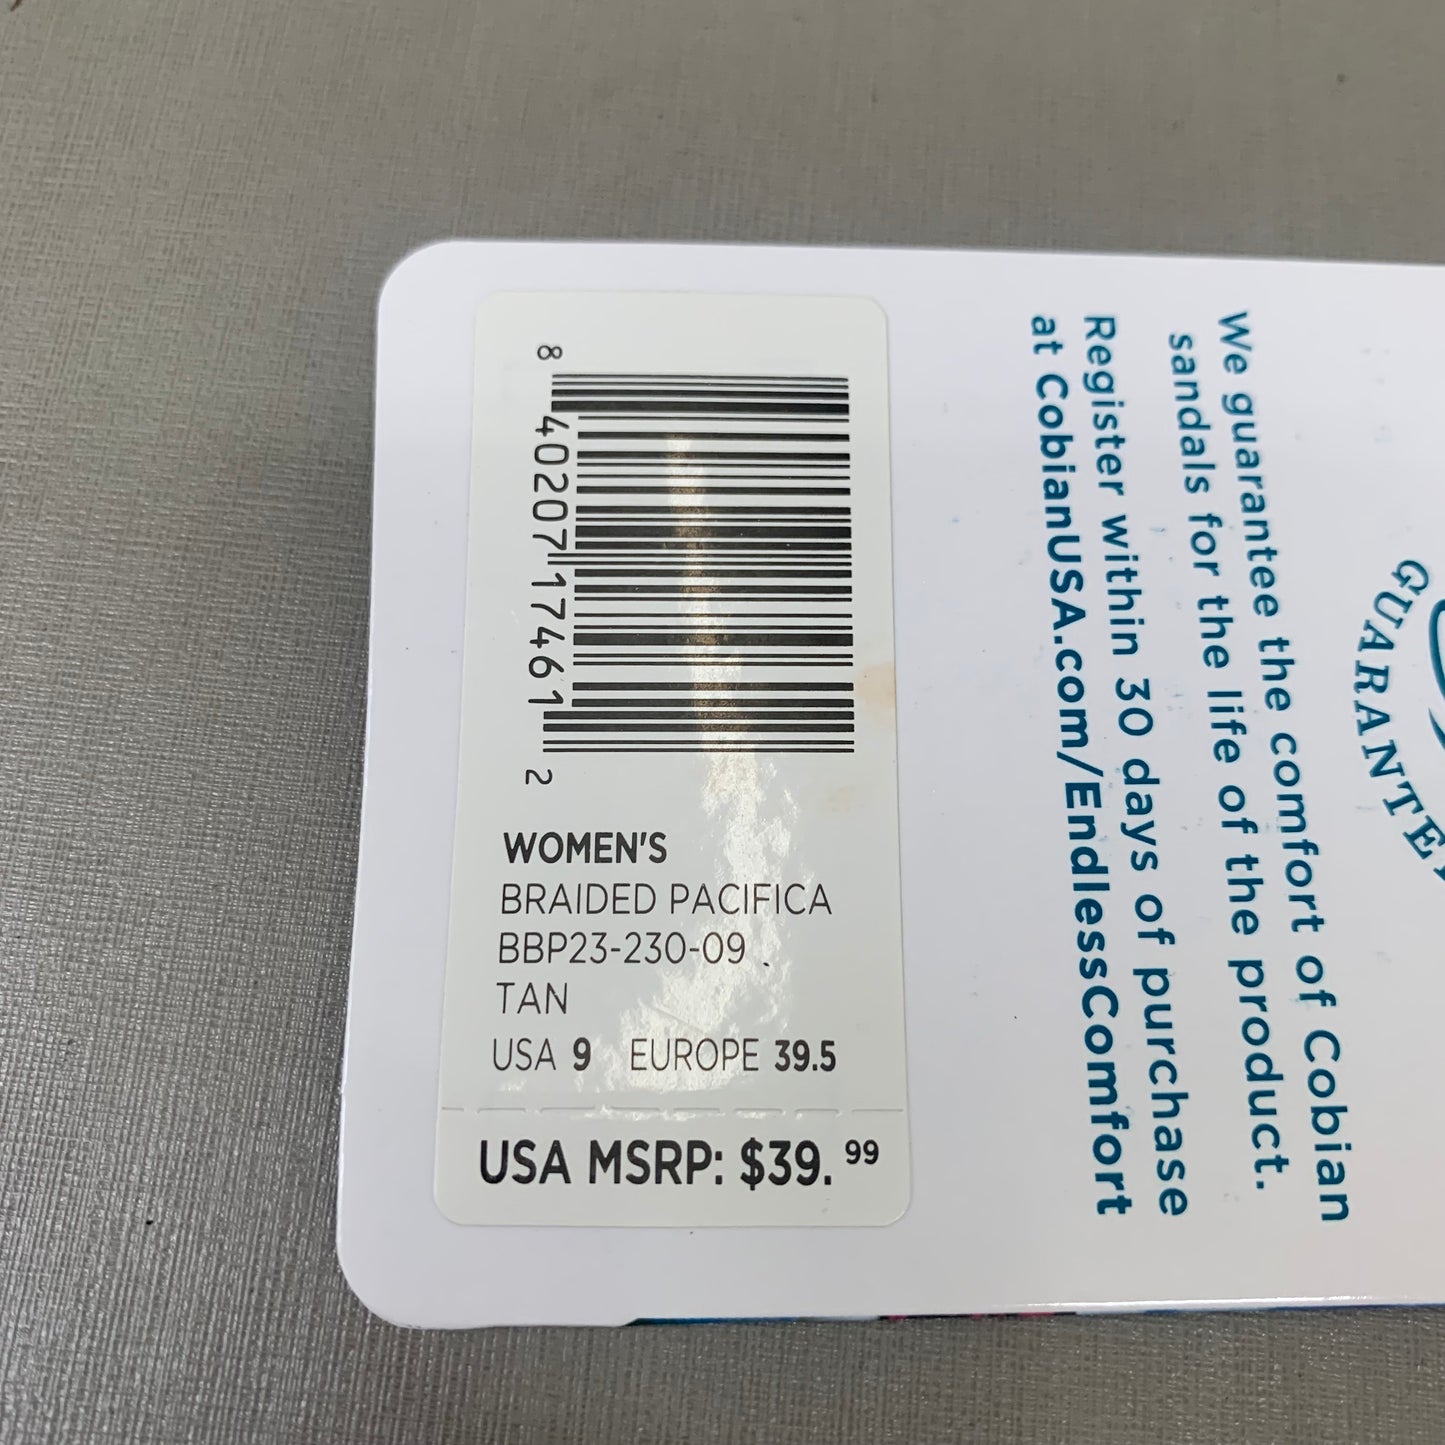 8 40207 17461 2
WOMEN'S
BRAIDED PACIFICA
BBP23-230-09
TAN
USA 9 EUROPE 39.5
USA MSRP: $39.99
We guarantee the comfort of Cobian
sandals for the life of the product.
Register within 30 days of purchase
at CobianUSA.com/EndlessComfort